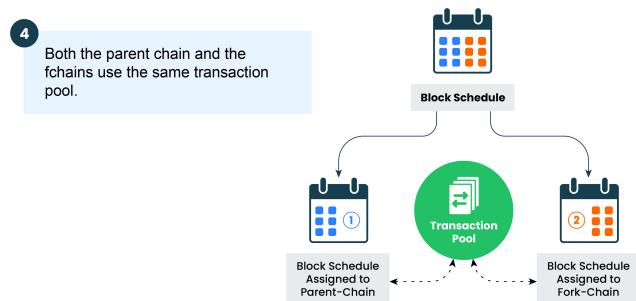 4
Both the parent chain and the
fchains use the same transaction
pool.
Block Schedule
1
Transaction
Pool
2
Block Schedule
Assigned to
Parent-Chain
Block Schedule
Assigned to
Fork-Chain